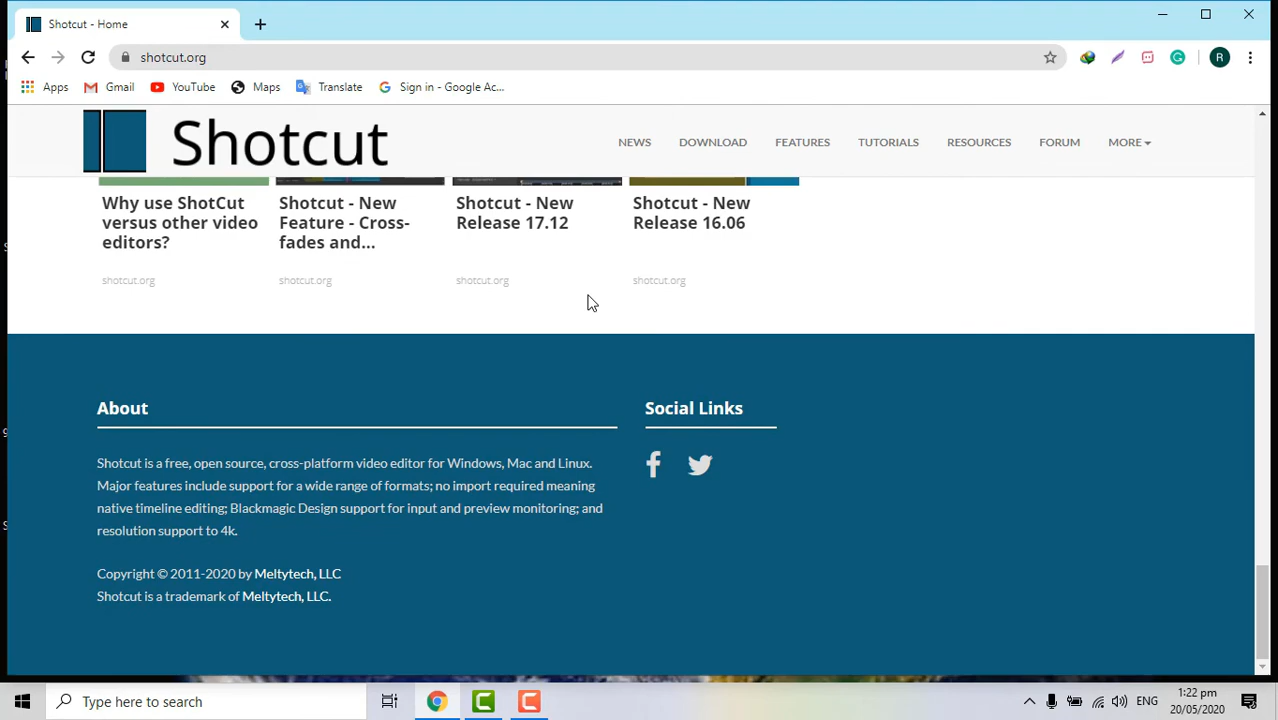 Shotcut - Home
shotcut.org
Apps Gmail YouTube Maps Translate Sign in - Google Ac...
R
Shotcut
NEWS DOWNLOAD FEATURES TUTORIALS RESOURCES FORUM MORE
Why use ShotCut
versus other video
editors?
shotcut.org
Shotcut - New
Feature - Cross-
fades and...
shotcut.org
Shotcut - New
Release 17.12
shotcut.org
Shotcut - New
Release 16.06
shotcut.org
About
Shotcut is a free, open source, cross-platform video editor for Windows, Mac and Linux.
Major features include support for a wide range of formats; no import required meaning
native timeline editing; Blackmagic Design support for input and preview monitoring; and
resolution support to 4k.
Copyright © 2011-2020 by Meltytech, LLC
Shotcut is a trademark of Meltytech, LLC.
Social Links
Type here to search
ENG
1:22 pm
20/05/2020